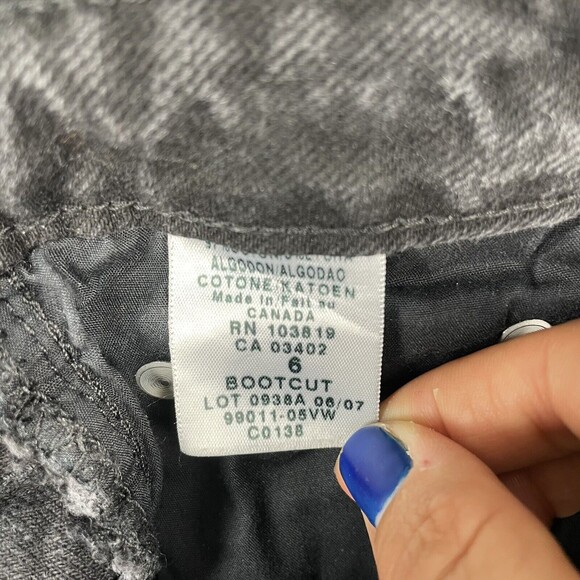 ALGODON/ALGODAO
COTONE KATOEN
Made in/Fait au
CANADA
RN 103819
CA 03402
6
BOOTCUT
LOT 0938A 06/07
99011-05VW
C0138